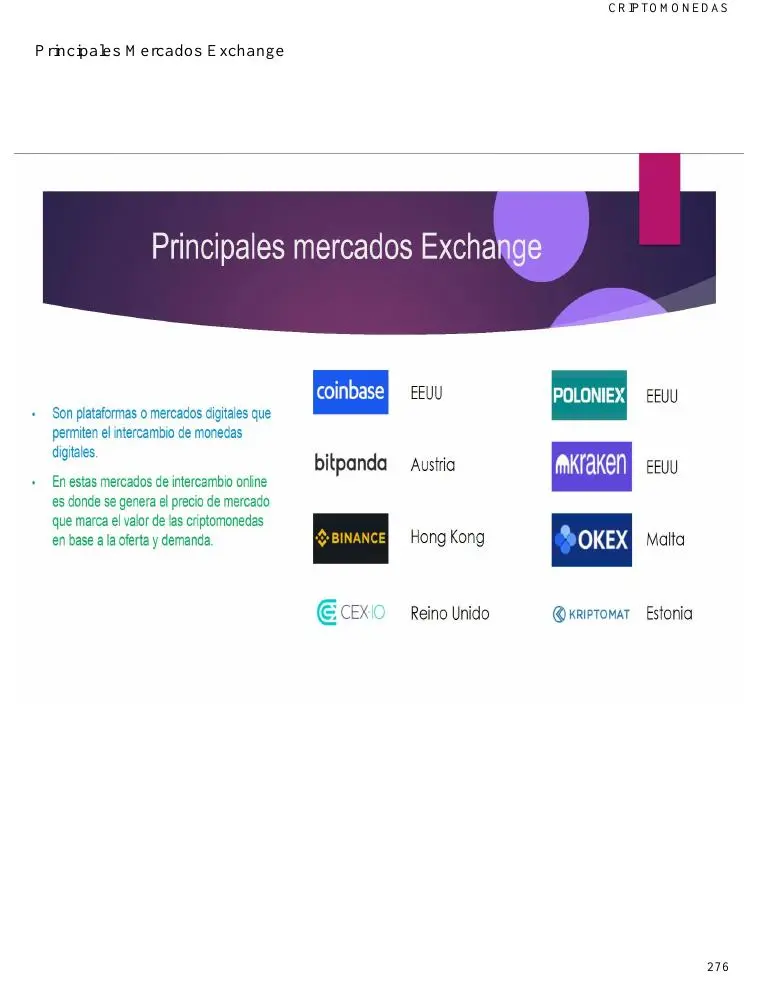 CRIPTOMONEDAS
Principales Mercados Exchange
Principales mercados Exchange
• Son plataformas o mercados digitales que
permiten el intercambio de monedas
digitales.
• En estas mercados de intercambio online
es donde se genera el precio de mercado
que marca el valor de las criptomonedas
en base a la oferta y demanda.
coinbase EEUU
bitpanda Austria
BINANCE Hong Kong
CEX·IO Reino Unido
POLONIEX EEUU
mkraken EEUU
OKEX Malta
KRIPTOMAT Estonia
276